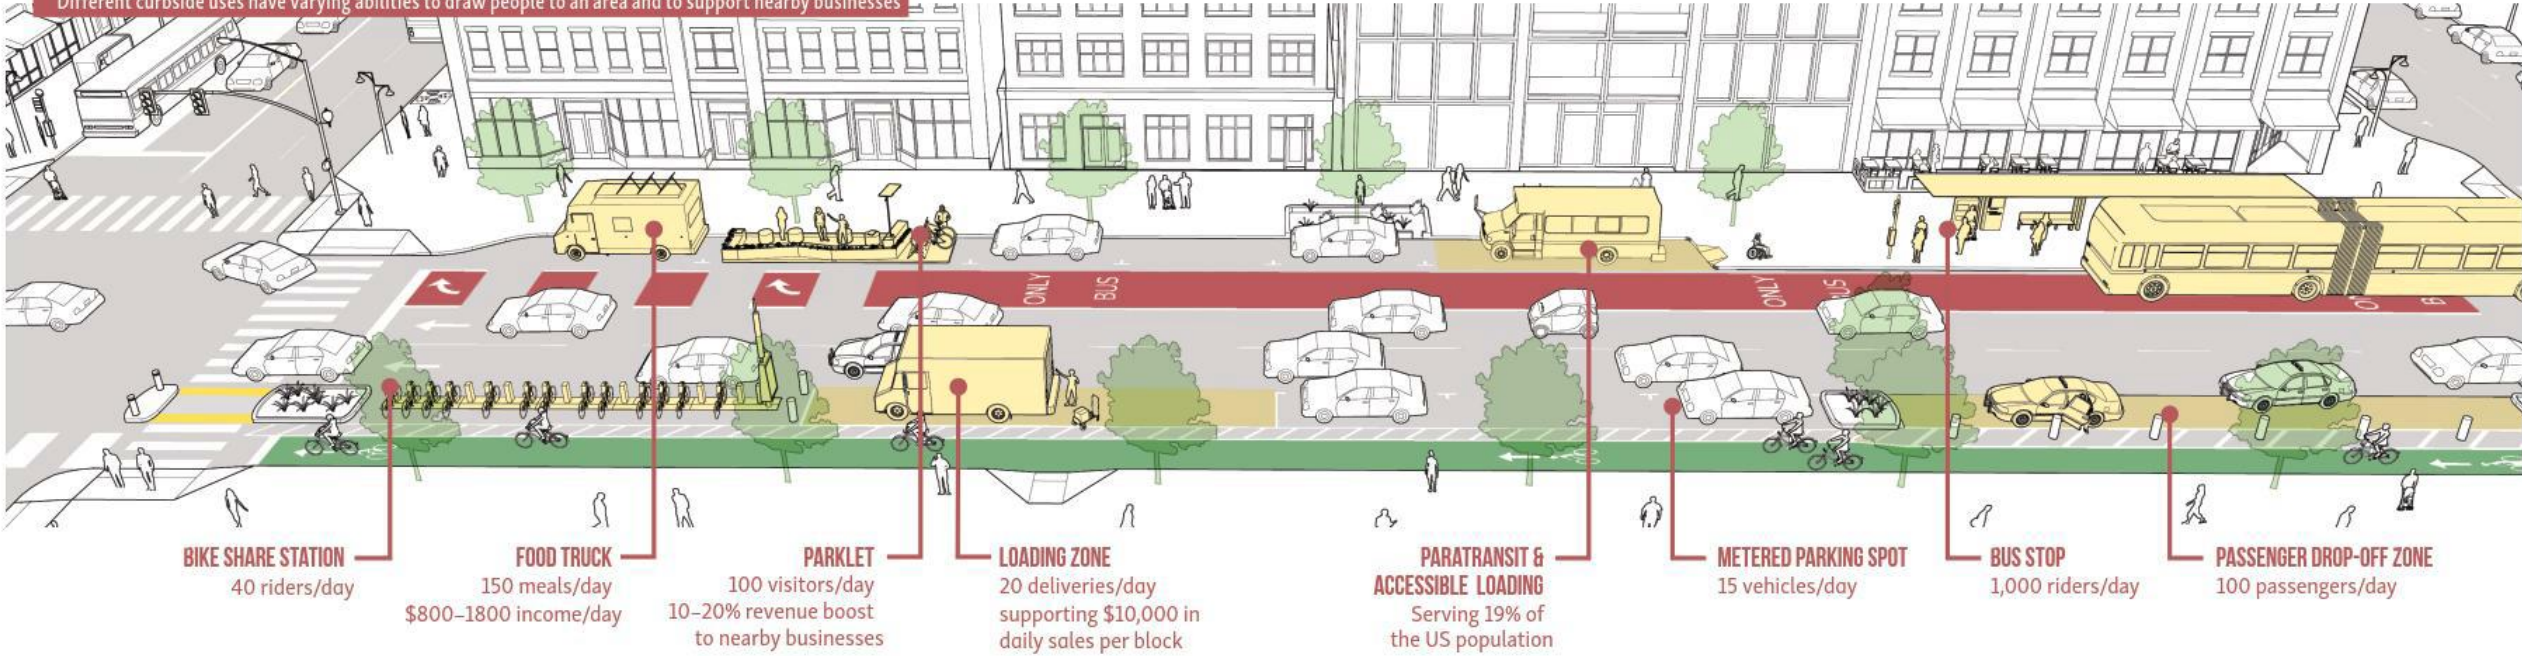 Different curbside uses have varying abilities to draw people to an area and to support nearby businesses
ONLY
BUS
ONLY
BUS
BIKE SHARE STATION
40 riders/day
FOOD TRUCK
150 meals/day
$800–1800 income/day
PARKLET
100 visitors/day
10–20% revenue boost
to nearby businesses
LOADING ZONE
20 deliveries/day
supporting $10,000 in
daily sales per block
PARATRANSIT &
ACCESSIBLE LOADING
Serving 19% of
the US population
METERED PARKING SPOT
15 vehicles/day
BUS STOP
1,000 riders/day
PASSENGER DROP-OFF ZONE
100 passengers/day